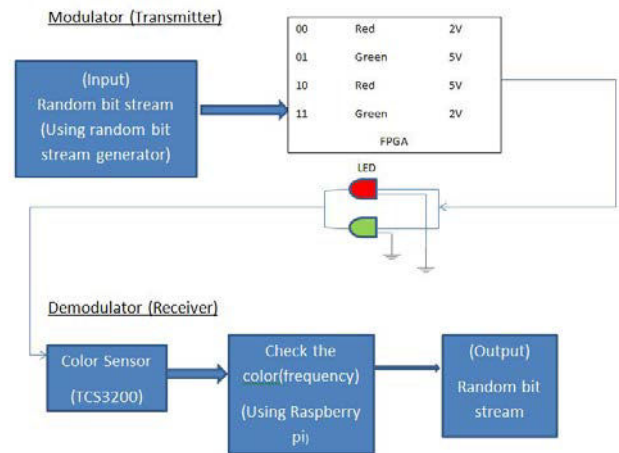 Modulator (Transmitter)
(Input)
Random bit stream
(Using random bit
stream generator)
00 Red 2V
01 Green 5V
10 Red 5V
11 Green 2V
FPGA
LED
Demodulator (Receiver)
Color Sensor
(TCS3200)
Check the
color(frequency)
(Using Raspberry
pi)
(Output)
Random bit
stream